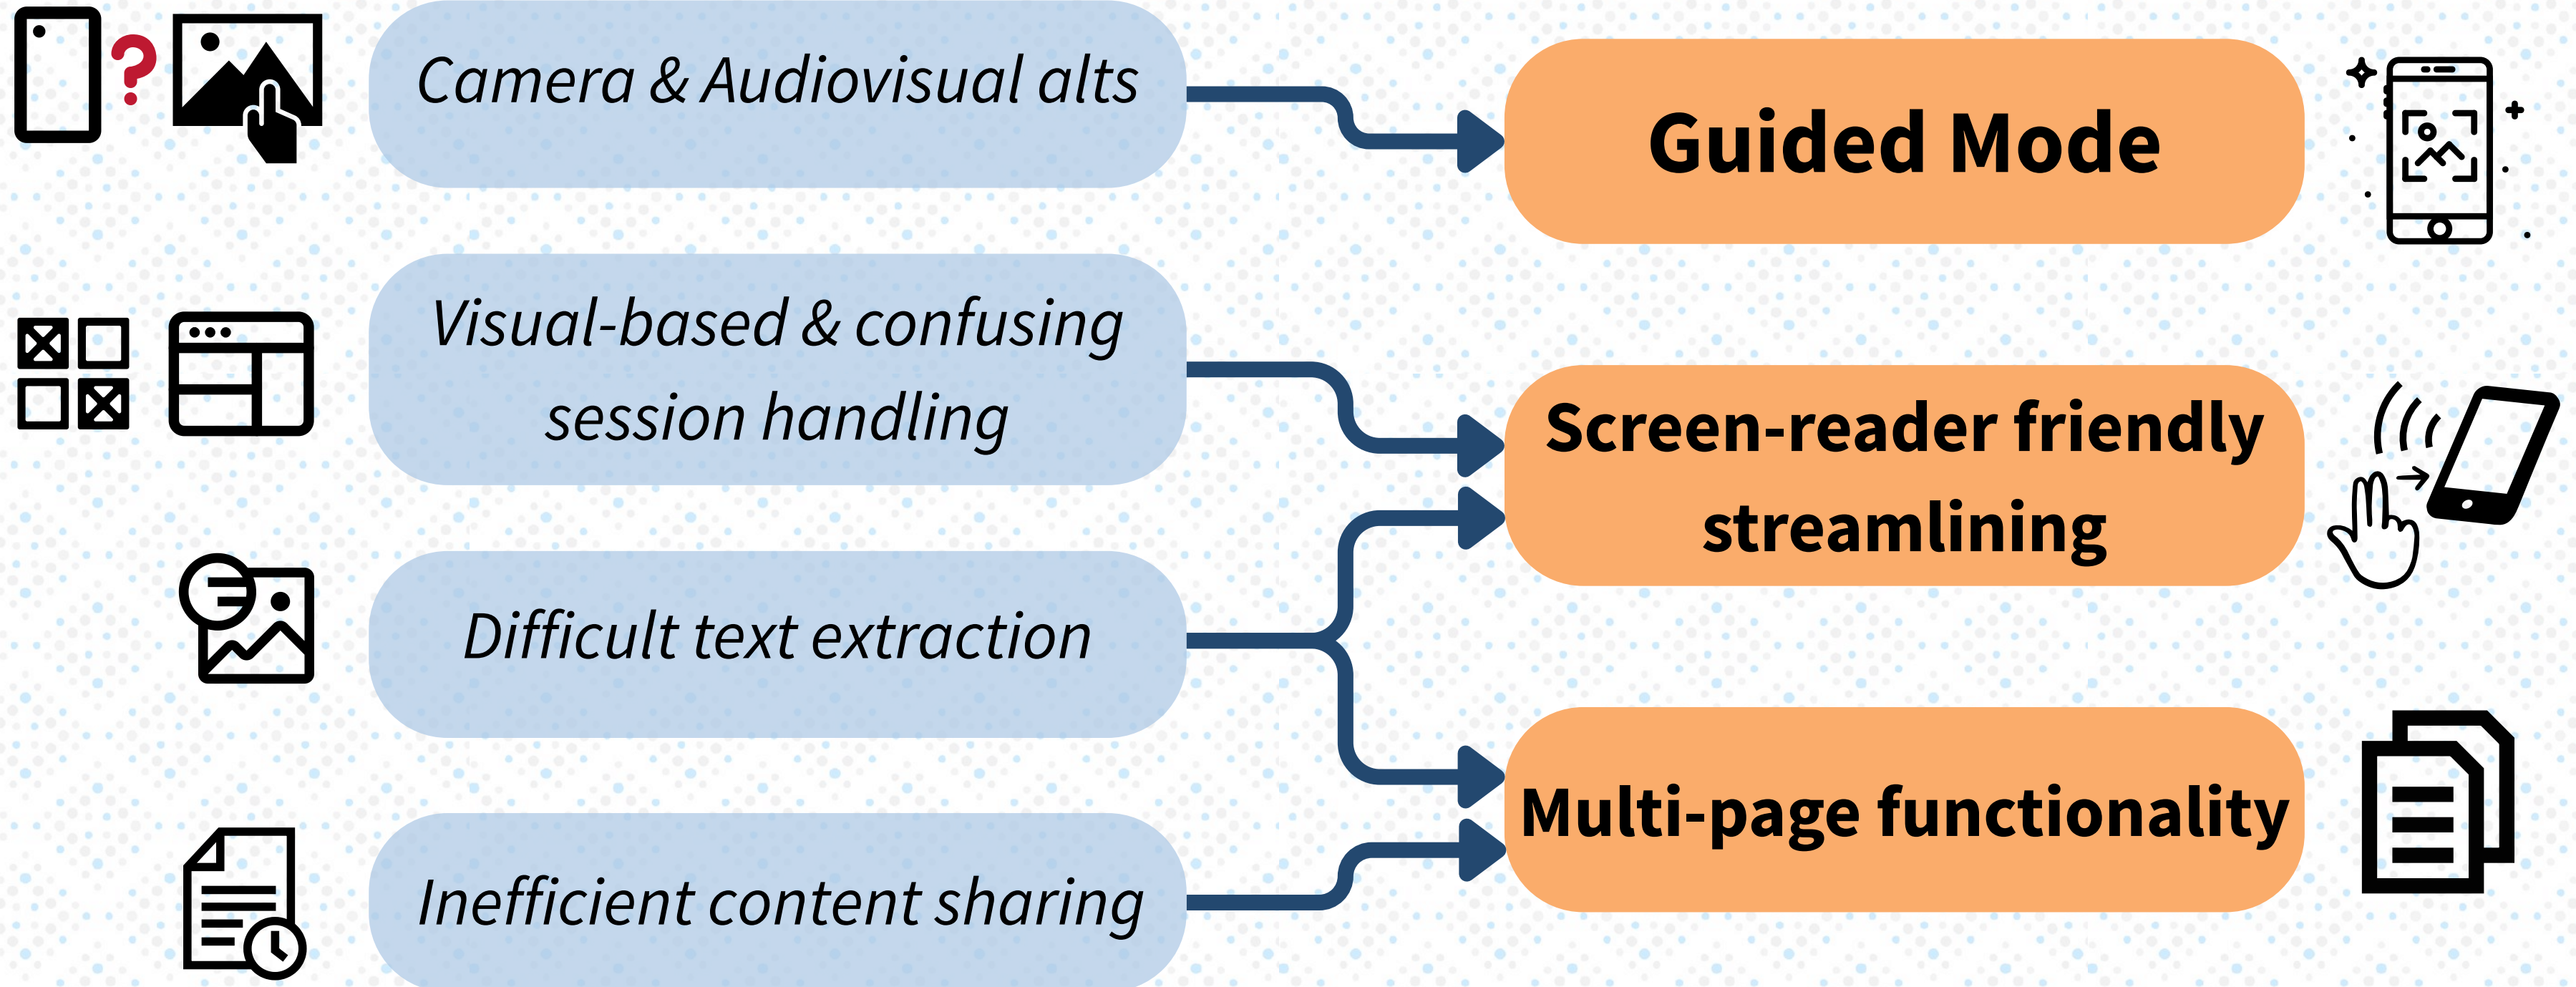 Camera & Audiovisual alts
Guided Mode
Visual-based & confusing
session handling
Screen-reader friendly
streamlining
Difficult text extraction
Multi-page functionality
Inefficient content sharing